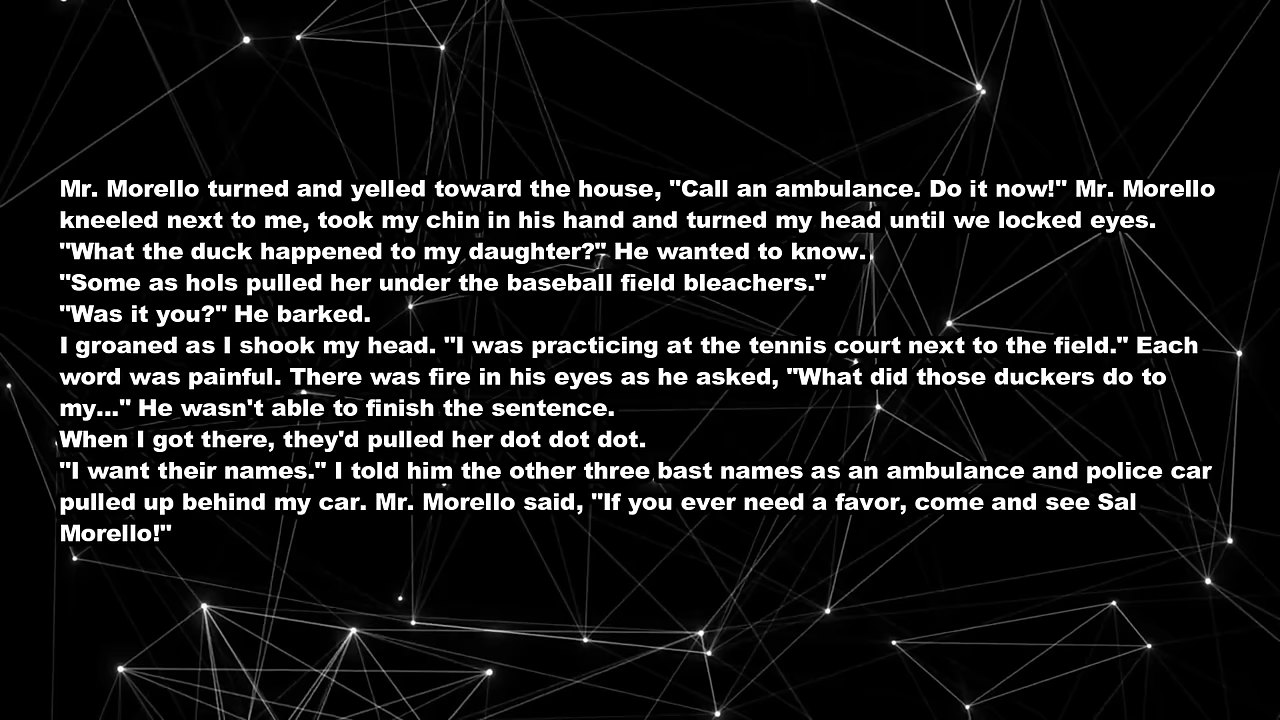 Mr. Morello turned and yelled toward the house, "Call an ambulance. Do it now!" Mr. Morello
kneeled next to me, took my chin in his hand and turned my head until we locked eyes.
"What the duck happened to my daughter?" He wanted to know.
"Some as hols pulled her under the baseball field bleachers."
"Was it you?" He barked.
I groaned as I shook my head. "I was practicing at the tennis court next to the field." Each
word was painful. There was fire in his eyes as he asked, "What did those duckers do to
my..." He wasn't able to finish the sentence.
When I got there, they'd pulled her dot dot dot.
"I want their names." I told him the other three bast names as an ambulance and police car
pulled up behind my car. Mr. Morello said, "If you ever need a favor, come and see Sal
Morello!"